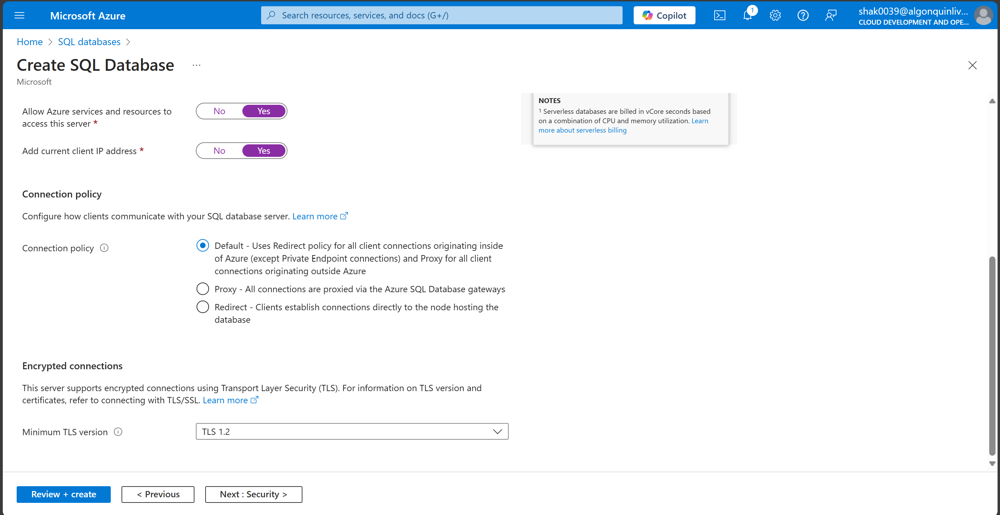 Microsoft Azure
Search resources, services, and docs (G+/)
Copilot
1
shak0039@algonquinliv...
CLOUD DEVELOPMENT AND OPE...
Home > SQL databases >
Create SQL Database ...
Microsoft
Allow Azure services and resources to
access this server *
No Yes
Add current client IP address *
No Yes
NOTES
¹ Serverless databases are billed in vCore seconds based
on a combination of CPU and memory utilization. Learn
more about serverless billing
Connection policy
Configure how clients communicate with your SQL database server. Learn more
Connection policy
Default - Uses Redirect policy for all client connections originating inside
of Azure (except Private Endpoint connections) and Proxy for all client
connections originating outside Azure
Proxy - All connections are proxied via the Azure SQL Database gateways
Redirect - Clients establish connections directly to the node hosting the
database
Encrypted connections
This server supports encrypted connections using Transport Layer Security (TLS). For information on TLS version and
certificates, refer to connecting with TLS/SSL. Learn more
Minimum TLS version
TLS 1.2
Review + create
< Previous
Next : Security >